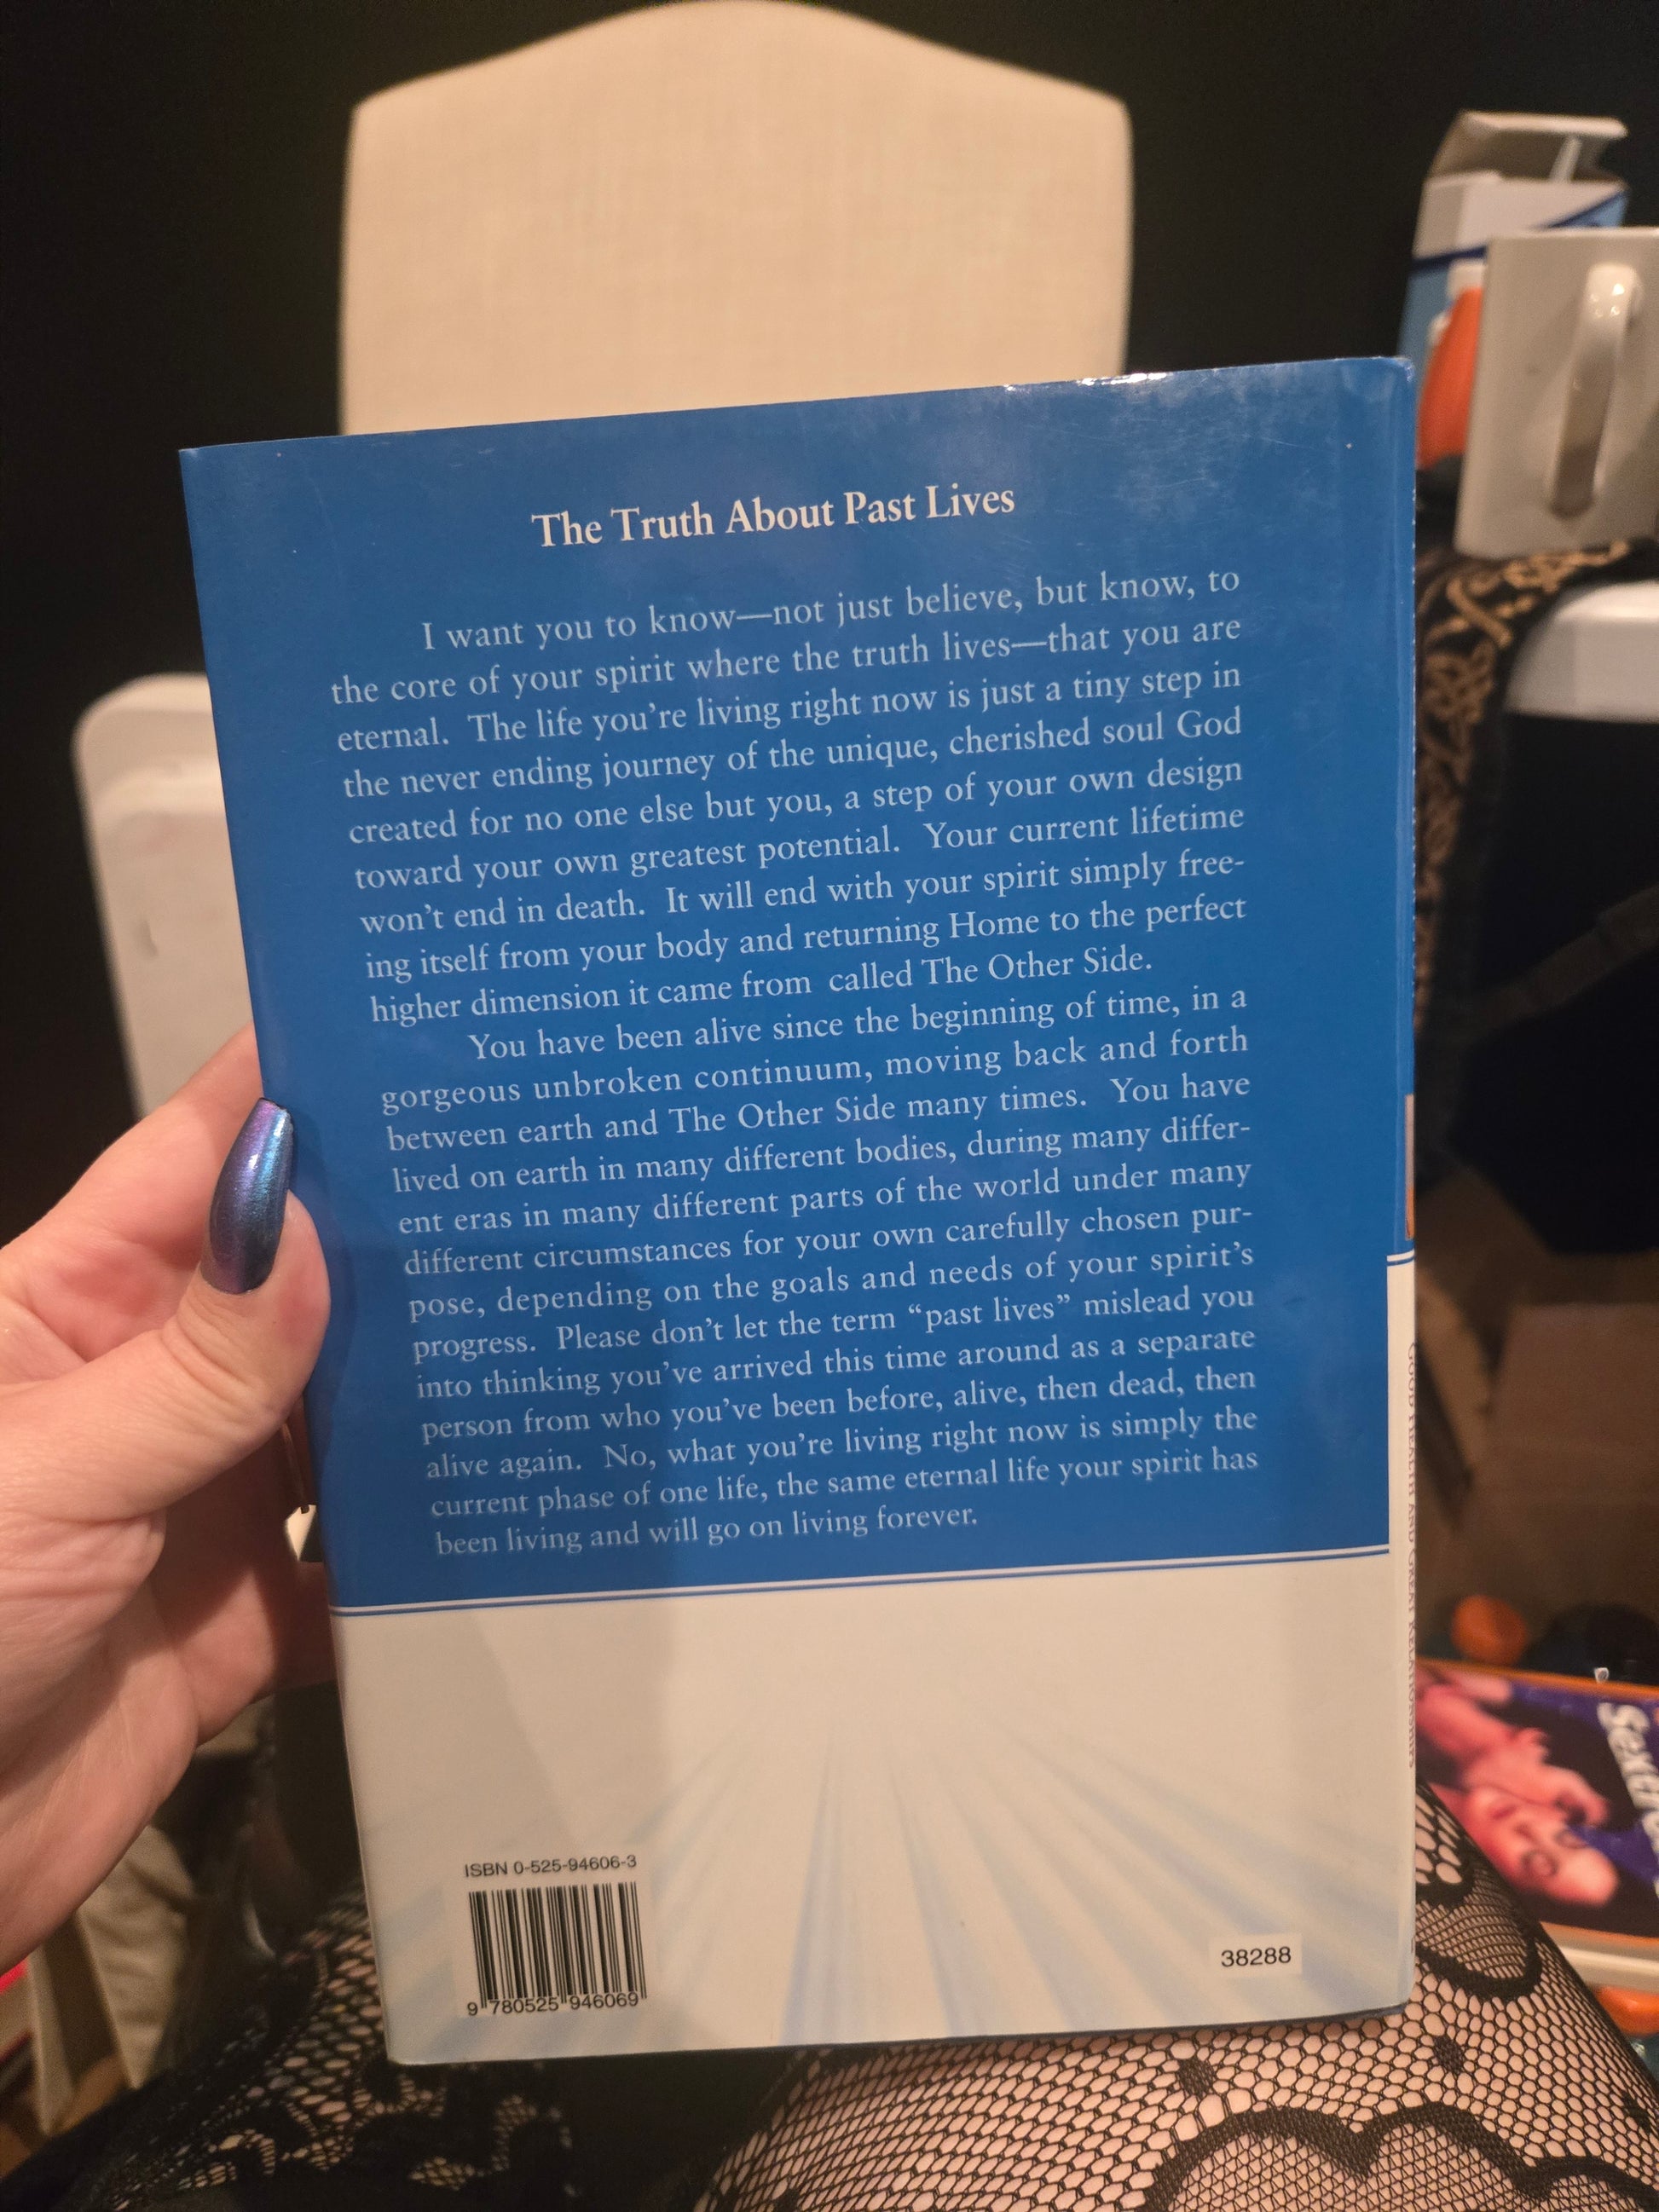 The Truth About Past Lives
I want you to know—not just believe, but know, to
the core of your spirit where the truth lives—that you are
eternal. The life you're living right now is just a tiny step in
the never ending journey of the unique, cherished soul God
created for no one else but you, a step of your own design
toward your own greatest potential. Your current lifetime
won't end in death. It will end with your spirit simply free-
ing itself from your body and returning Home to the perfect
higher dimension it came from called The Other Side.
You have been alive since the beginning of time, in a
gorgeous unbroken continuum, moving back and forth
between earth and The Other Side many times. You have
lived on earth in many different bodies, during many differ-
ent eras in many different parts of the world under many
different circumstances for your own carefully chosen pur-
pose, depending on the goals and needs of your spirit's
progress. Please don't let the term “past lives” mislead you
into thinking you've arrived this time around as a separate
person from who you've been before, alive, then dead, then
alive again. No, what you're living right now is simply the
current phase of one life, the same eternal life your spirit has
been living and will go on living forever.
ISBN 0-525-94606-3
9 780525 946069
38288
GOOD HEALTH AND GREAT RELATIONSHIPS